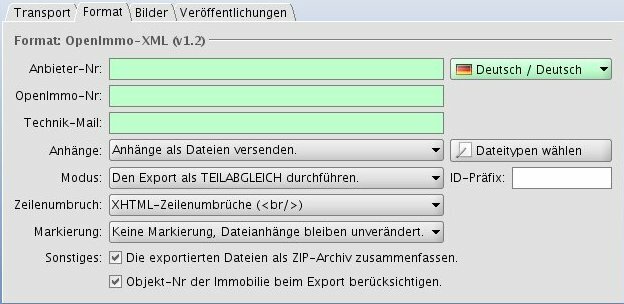 Transport Format Bilder Veröffentlichungen
Format: OpenImmo-XML (v1.2)
Anbieter-Nr: Deutsch / Deutsch
OpenImmo-Nr:
Technik-Mail:
Anhänge: Anhänge als Dateien versenden. Dateitypen wählen
Modus: Den Export als TEILABGLEICH durchführen. ID-Präfix:
Zeilenumbruch: XHTML-Zeilenumbrüche (<br/>)
Markierung: Keine Markierung, Dateianhänge bleiben unverändert.
Sonstiges: Die exportierten Dateien als ZIP-Archiv zusammenfassen.
Objekt-Nr der Immobilie beim Export berücksichtigen.